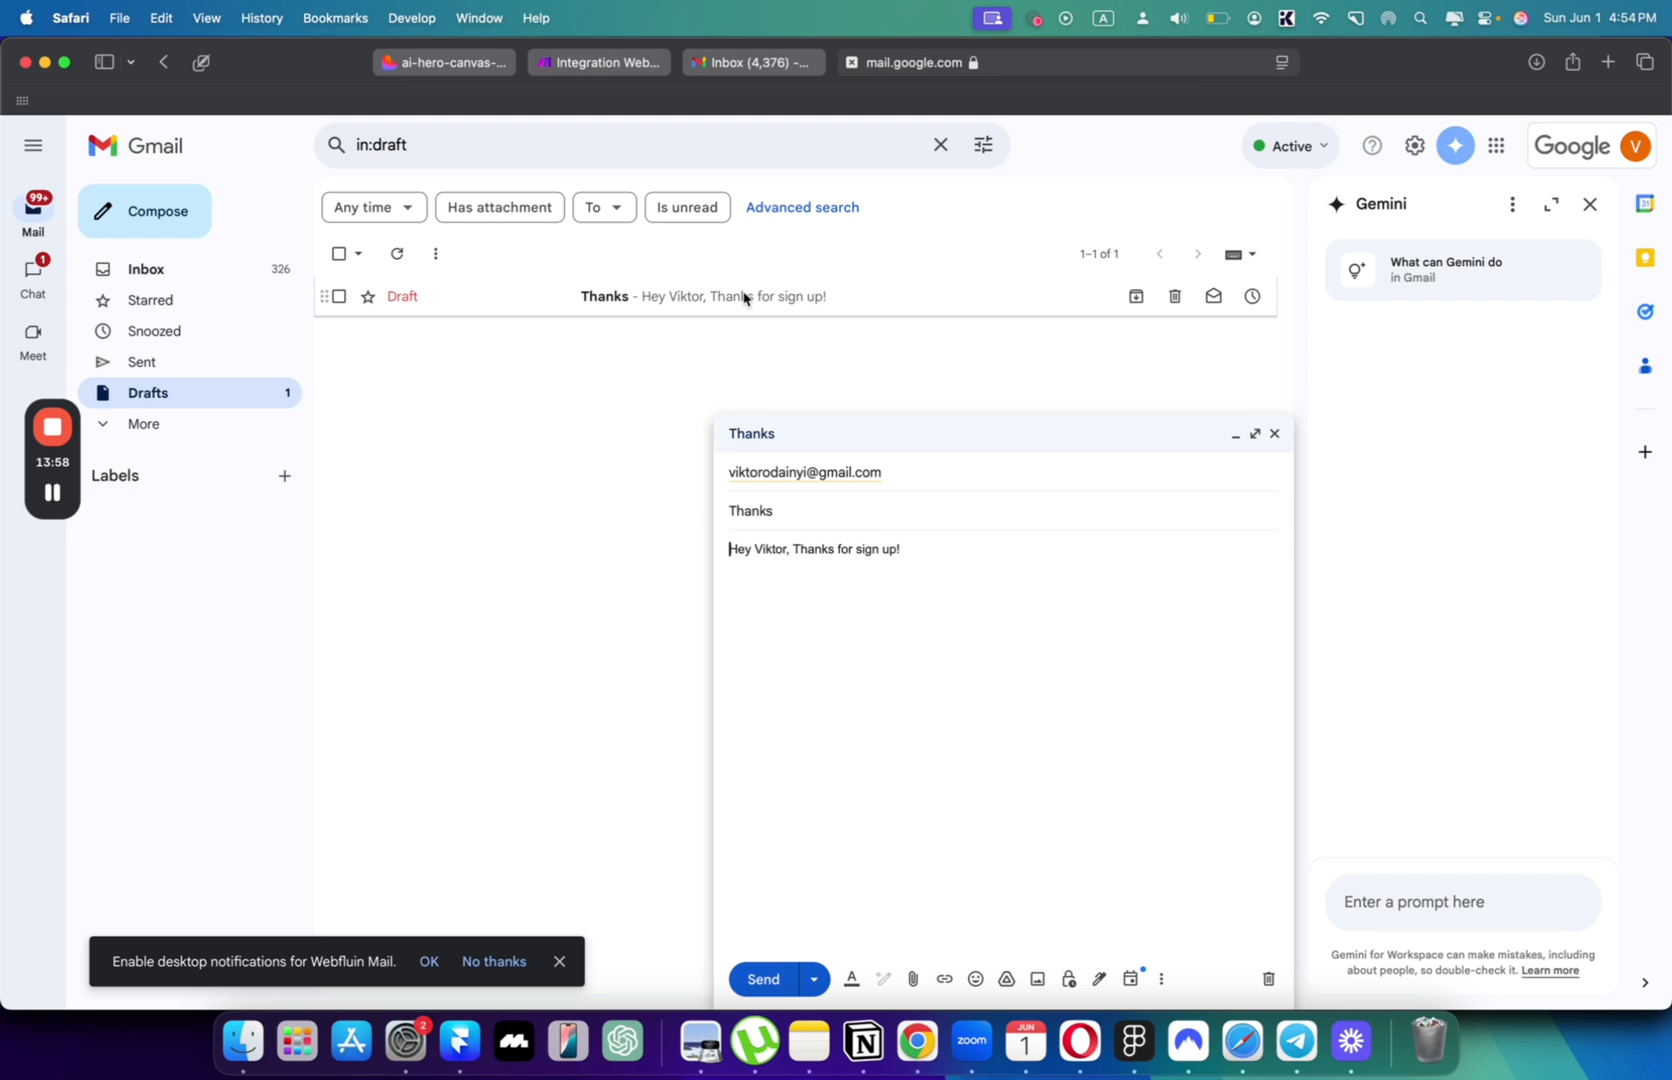 Safari File Edit View History Bookmarks Develop Window Help A Sun Jun 1 4:54 PM
ai-hero-canvas-... Integration Web... Inbox (4,376) -... mail.google.com
Gmail
in:draft
Active
Google V
99+
Mail
1
Chat
Meet
13:58
Compose
Inbox 326
Starred
Snoozed
Sent
Drafts 1
More
Labels
Any time Has attachment To Is unread Advanced search
1–1 of 1
Draft Thanks - Hey Viktor, Thanks for sign up!
Thanks
viktorodainyi@gmail.com
Thanks
Hey Viktor, Thanks for sign up!
Send
Gemini
What can Gemini do
in Gmail
Enter a prompt here
Gemini for Workspace can make mistakes, including
about people, so double-check it. Learn more
31
Enable desktop notifications for Webfluin Mail. OK No thanks
2
zoom
JUN
1